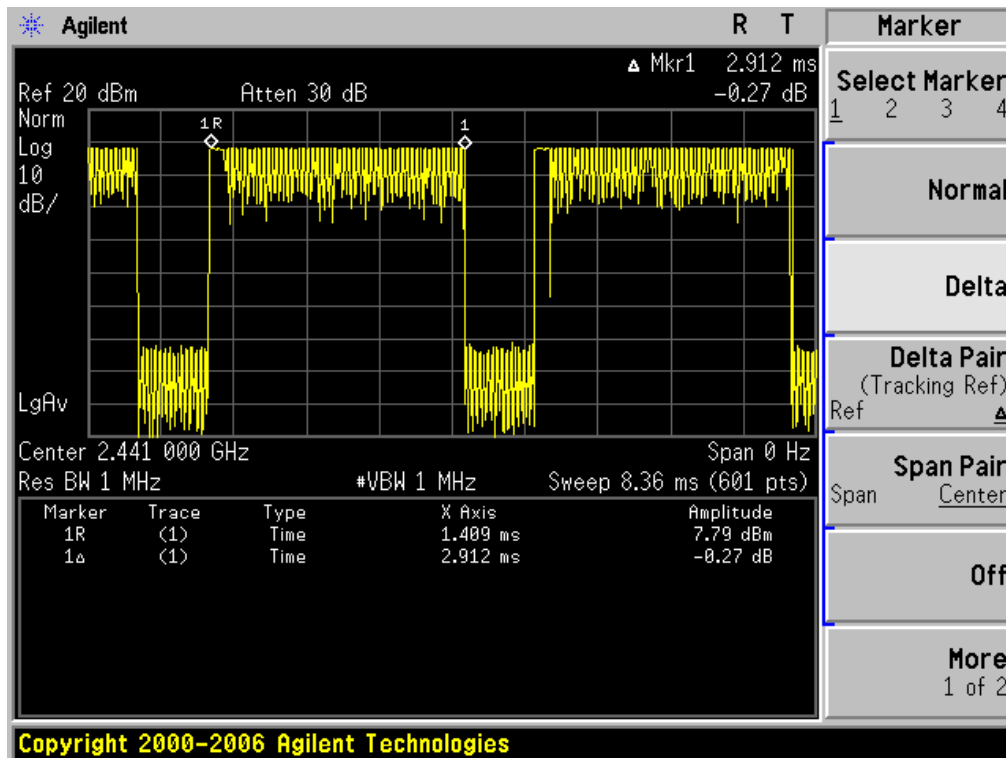 Agilent R T
Marker
△ Mkr1 2.912 ms
Ref 20 dBm Atten 30 dB -0.27 dB
Norm
Log
10
dB/
1R
1
LgAv
Center 2.441 000 GHz Span 0 Hz
Res BW 1 MHz #VBW 1 MHz Sweep 8.36 ms (601 pts)
Marker Trace Type X Axis Amplitude
1R (1) Time 1.409 ms 7.79 dBm
1△ (1) Time 2.912 ms -0.27 dB
Select Marker
1 2 3 4
Normal
Delta
Delta Pair
(Tracking Ref)
Ref △
Span Pair
Span Center
Off
More
1 of 2
Copyright 2000-2006 Agilent Technologies